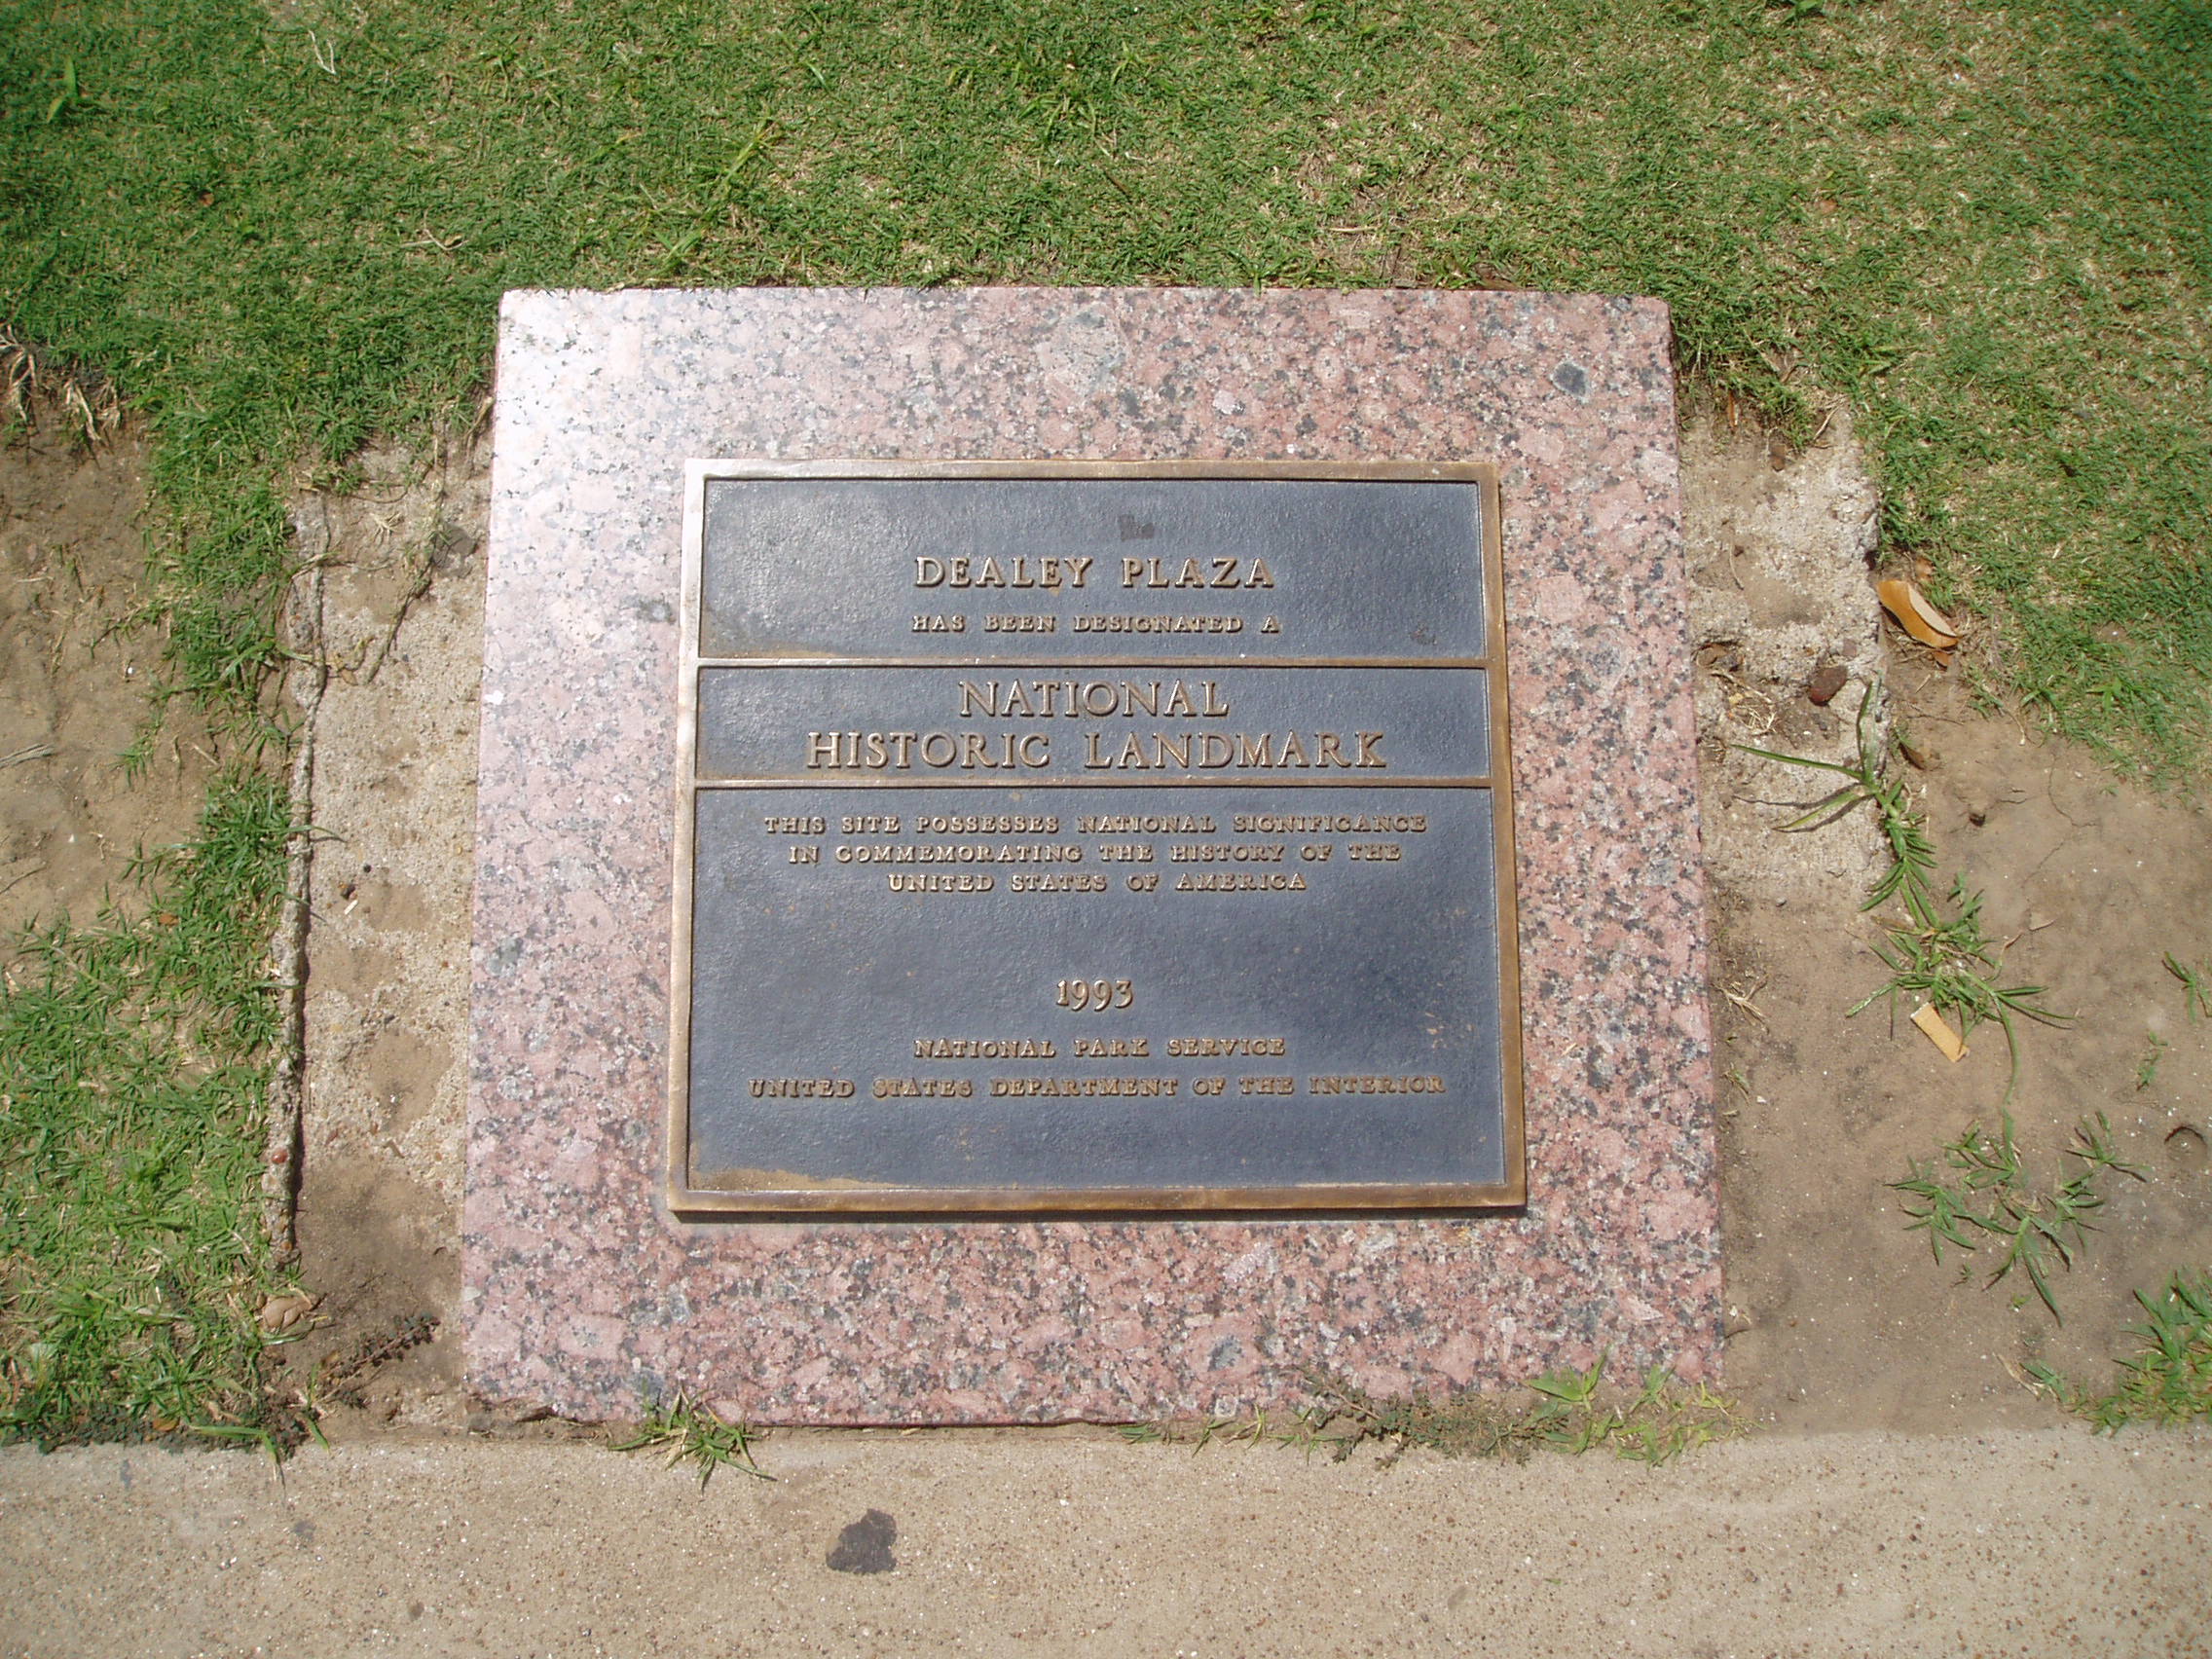 DEALEY PLAZA
HAS BEEN DESIGNATED A
NATIONAL
HISTORIC LANDMARK
THIS SITE POSSESSES NATIONAL SIGNIFICANCE
IN COMMEMORATING THE HISTORY OF THE
UNITED STATES OF AMERICA
1993
NATIONAL PARK SERVICE
UNITED STATES DEPARTMENT OF THE INTERIOR